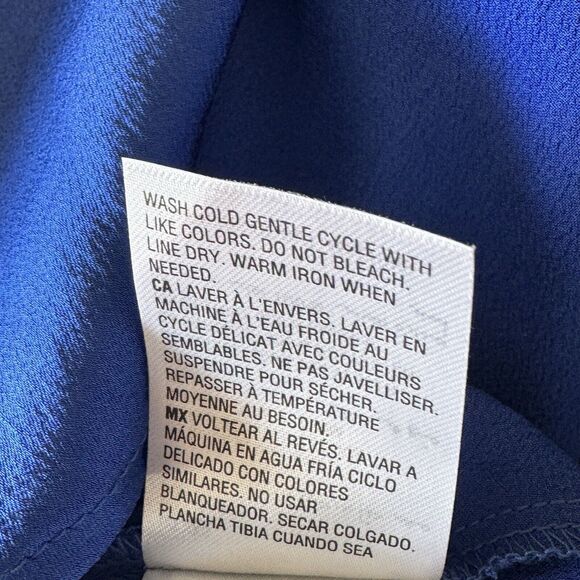 WASH COLD GENTLE CYCLE WITH
LIKE COLORS. DO NOT BLEACH.
LINE DRY. WARM IRON WHEN
NEEDED.
CA LAVER À L'ENVERS. LAVER EN
MACHINE À L'EAU FROIDE AU
CYCLE DÉLICAT AVEC COULEURS
SEMBLABLES. NE PAS JAVELLISER.
SUSPENDRE POUR SÉCHER.
REPASSER À TEMPÉRATURE
MOYENNE AU BESOIN.
MX VOLTEAR AL REVÉS. LAVAR A
MÁQUINA EN AGUA FRÍA CICLO
DELICADO CON COLORES
SIMILARES. NO USAR
BLANQUEADOR. SECAR COLGADO.
PLANCHA TIBIA CUANDO SEA